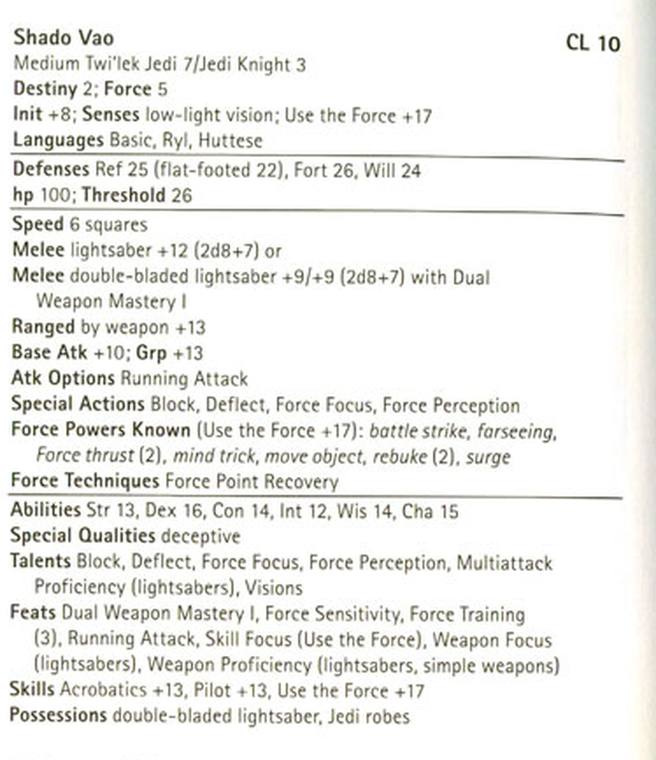 Shado Vao CL 10
Medium Twi'lek Jedi 7/Jedi Knight 3
Destiny 2; Force 5
Init +8; Senses low-light vision; Use the Force +17
Languages Basic, Ryl, Huttese
Defenses Ref 25 (flat-footed 22), Fort 26, Will 24
hp 100; Threshold 26
Speed 6 squares
Melee lightsaber +12 (2d8+7) or
Melee double-bladed lightsaber +9/+9 (2d8+7) with Dual
Weapon Mastery I
Ranged by weapon +13
Base Atk +10; Grp +13
Atk Options Running Attack
Special Actions Block, Deflect, Force Focus, Force Perception
Force Powers Known (Use the Force +17): battle strike, farseeing,
Force thrust (2), mind trick, move object, rebuke (2), surge
Force Techniques Force Point Recovery
Abilities Str 13, Dex 16, Con 14, Int 12, Wis 14, Cha 15
Special Qualities deceptive
Talents Block, Deflect, Force Focus, Force Perception, Multiattack
Proficiency (lightsabers), Visions
Feats Dual Weapon Mastery I, Force Sensitivity, Force Training
(3), Running Attack, Skill Focus (Use the Force), Weapon Focus
(lightsabers), Weapon Proficiency (lightsabers, simple weapons)
Skills Acrobatics +13, Pilot +13, Use the Force +17
Possessions double-bladed lightsaber, Jedi robes